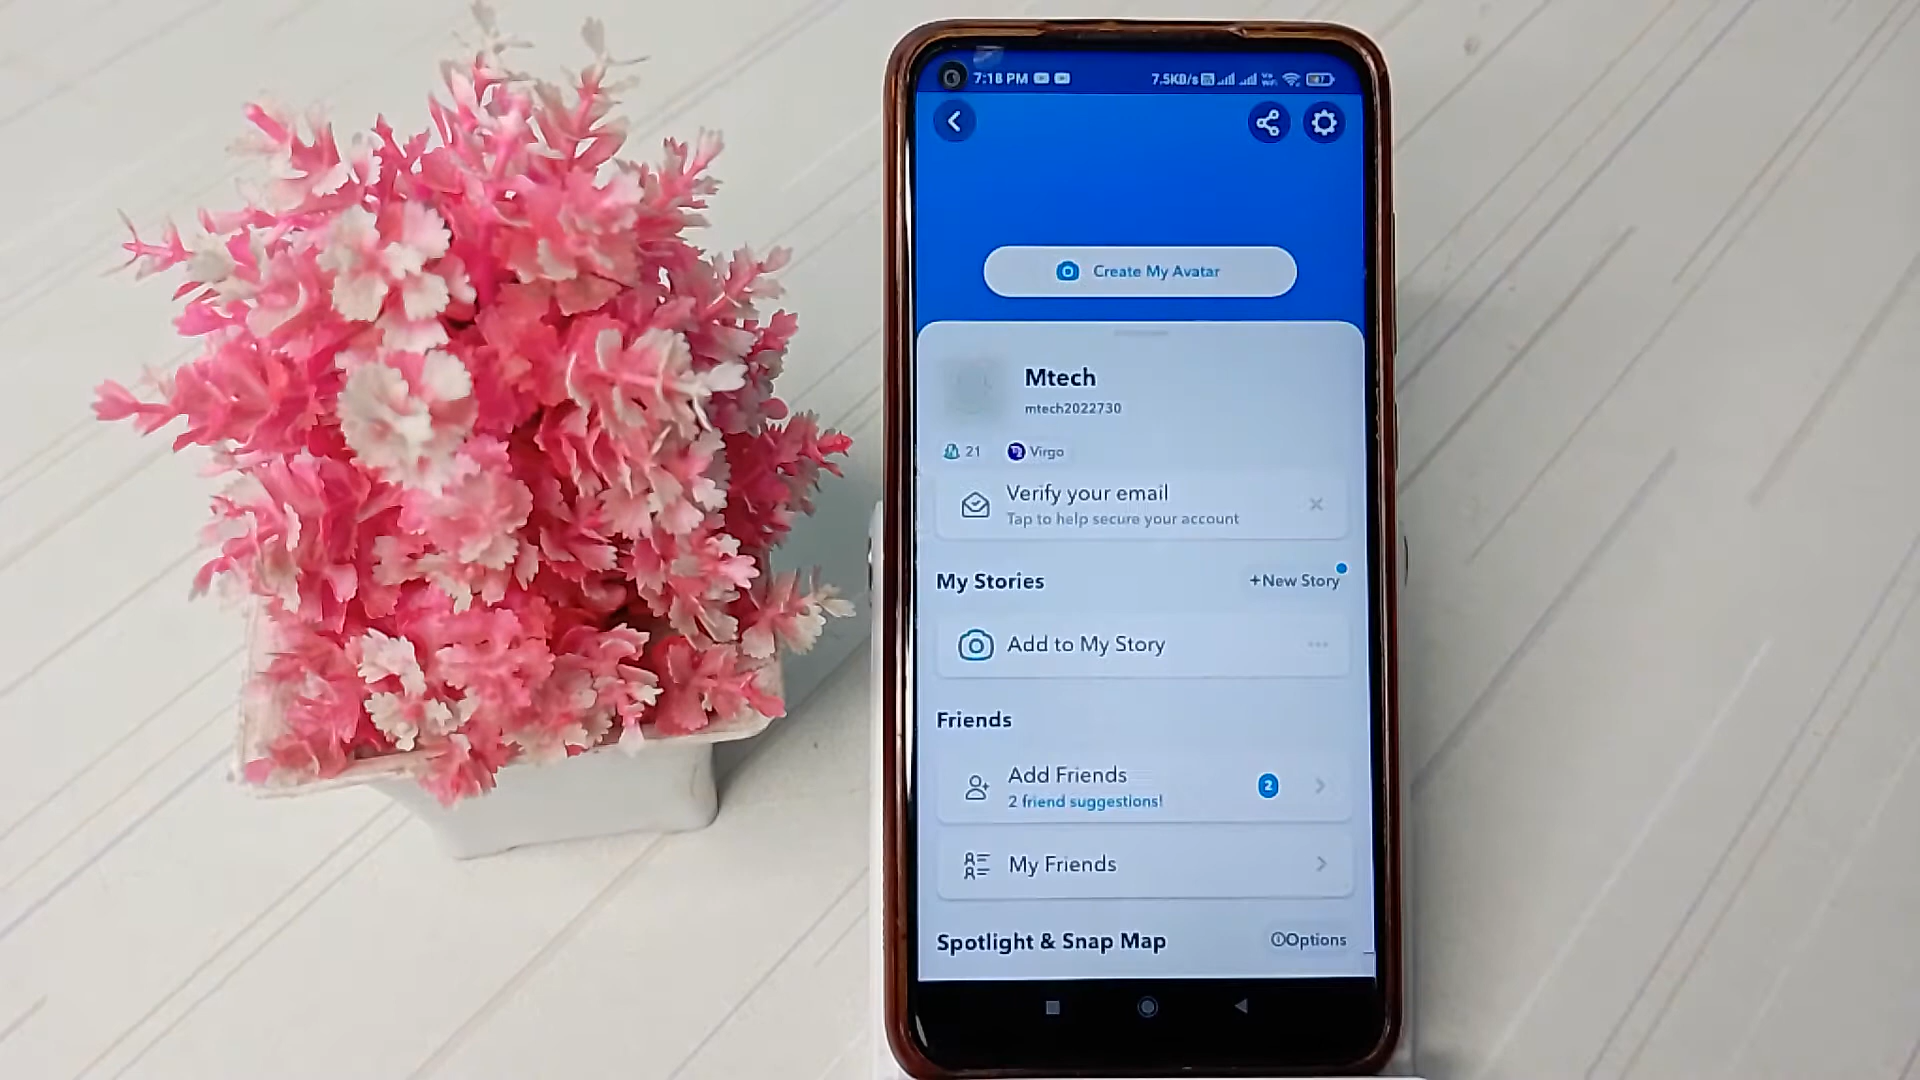 7:18 PM 7.5KB/s
Create My Avatar
Mtech
mtech2022730
21 Virgo
Verify your email
Tap to help secure your account
My Stories +New Story
Add to My Story
Friends
Add Friends
2 friend suggestions!
2
My Friends
Spotlight & Snap Map Options